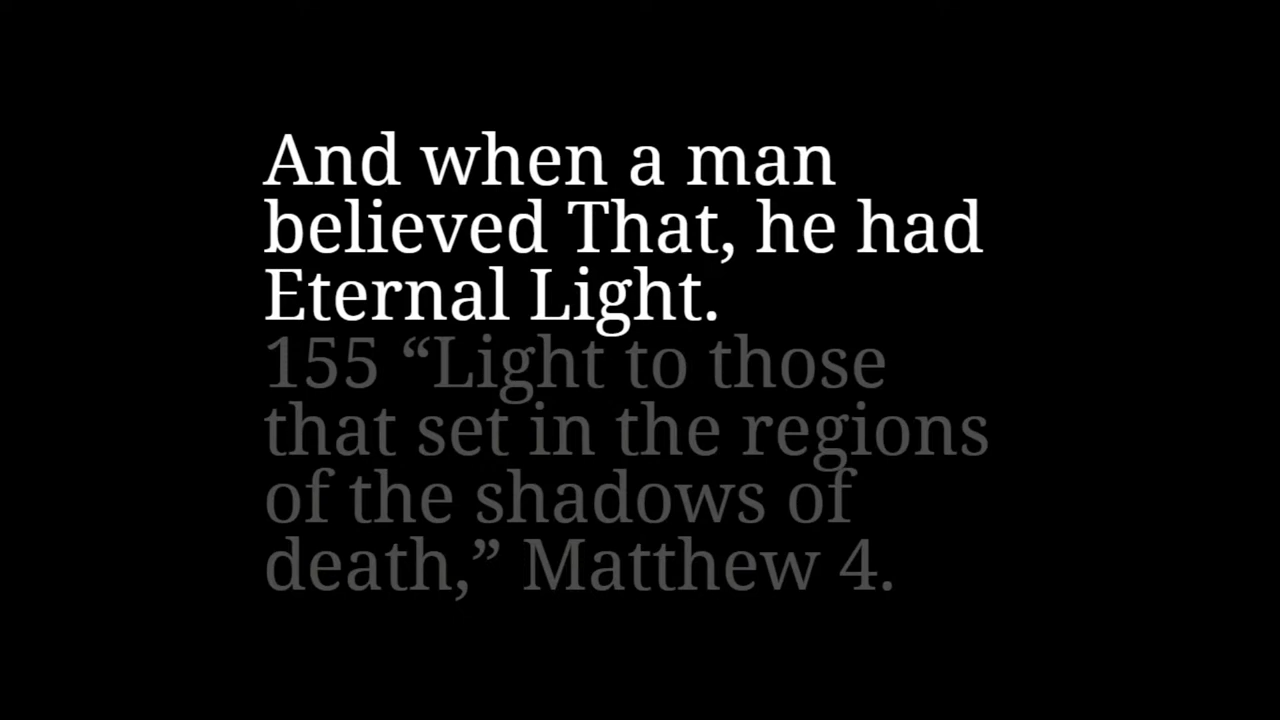 And when a man
believed That, he had
Eternal Light.
155 “Light to those
that set in the regions
of the shadows of
death,” Matthew 4.